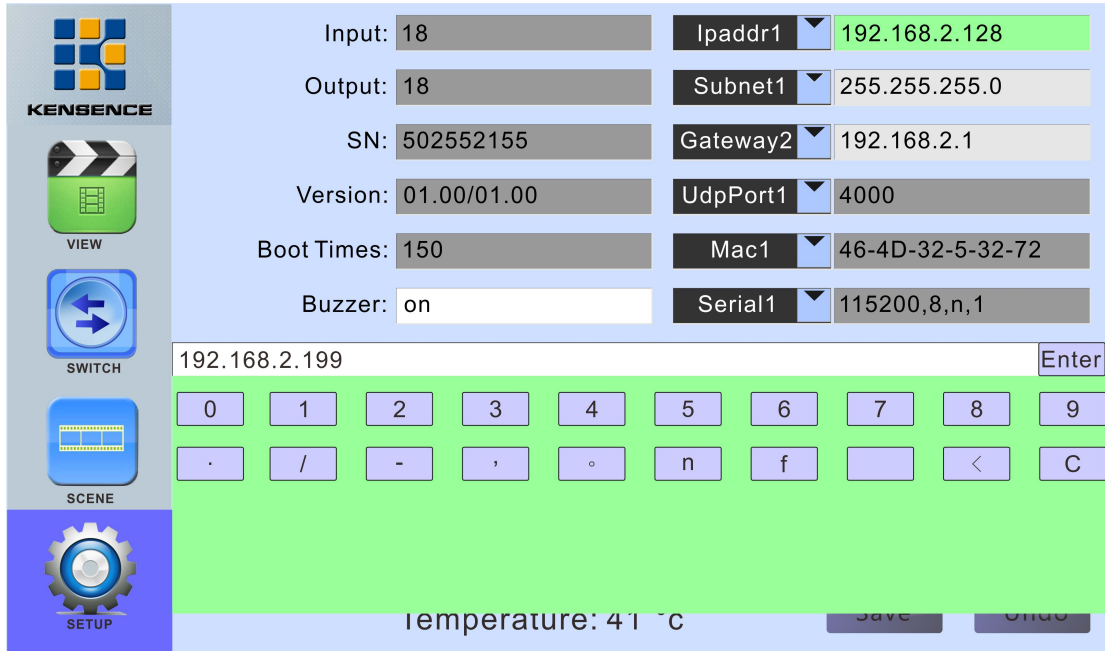 KENSENCE
VIEW
SWITCH
SCENE
SETUP
Input: 18 Ipaddr1 192.168.2.128
Output: 18 Subnet1 255.255.255.0
SN: 502552155 Gateway2 192.168.2.1
Version: 01.00/01.00 UdpPort1 4000
Boot Times: 150 Mac1 46-4D-32-5-32-72
Buzzer: on Serial1 115200,8,n,1
192.168.2.199 Enter
0 1 2 3 4 5 6 7 8 9
. / - , 。 n f < C
Temperature: 41 °c Save Undo